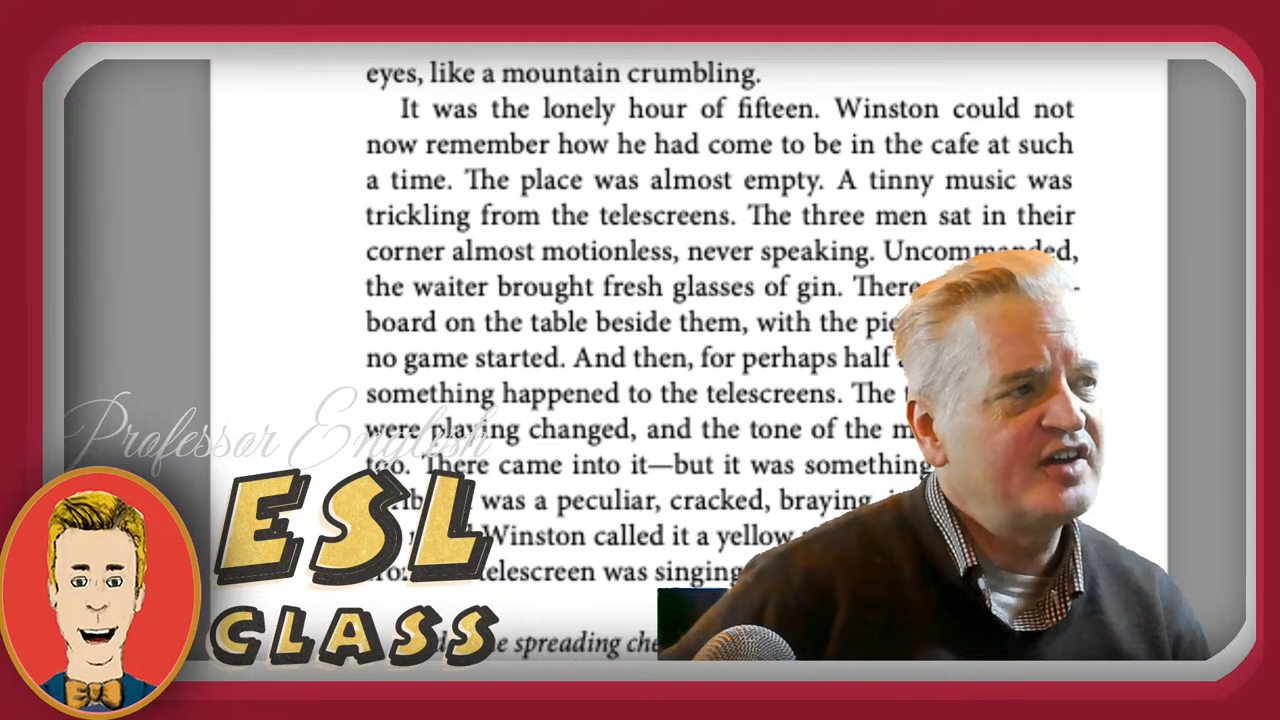 eyes, like a mountain crumbling.
It was the lonely hour of fifteen. Winston could not
now remember how he had come to be in the cafe at such
a time. The place was almost empty. A tinny music was
trickling from the telescreens. The three men sat in their
corner almost motionless, never speaking. Uncommanded,
the waiter brought fresh glasses of gin. There
board on the table beside them, with the
no game started. And then, for perhaps half
something happened to the telescreens. The
were playing changed, and the tone of the
too. There came into it—but it was something
was a peculiar, cracked, braying
Winston called it a yellow
telescreen was singing
spreading
Professor English
ESL
CLASS